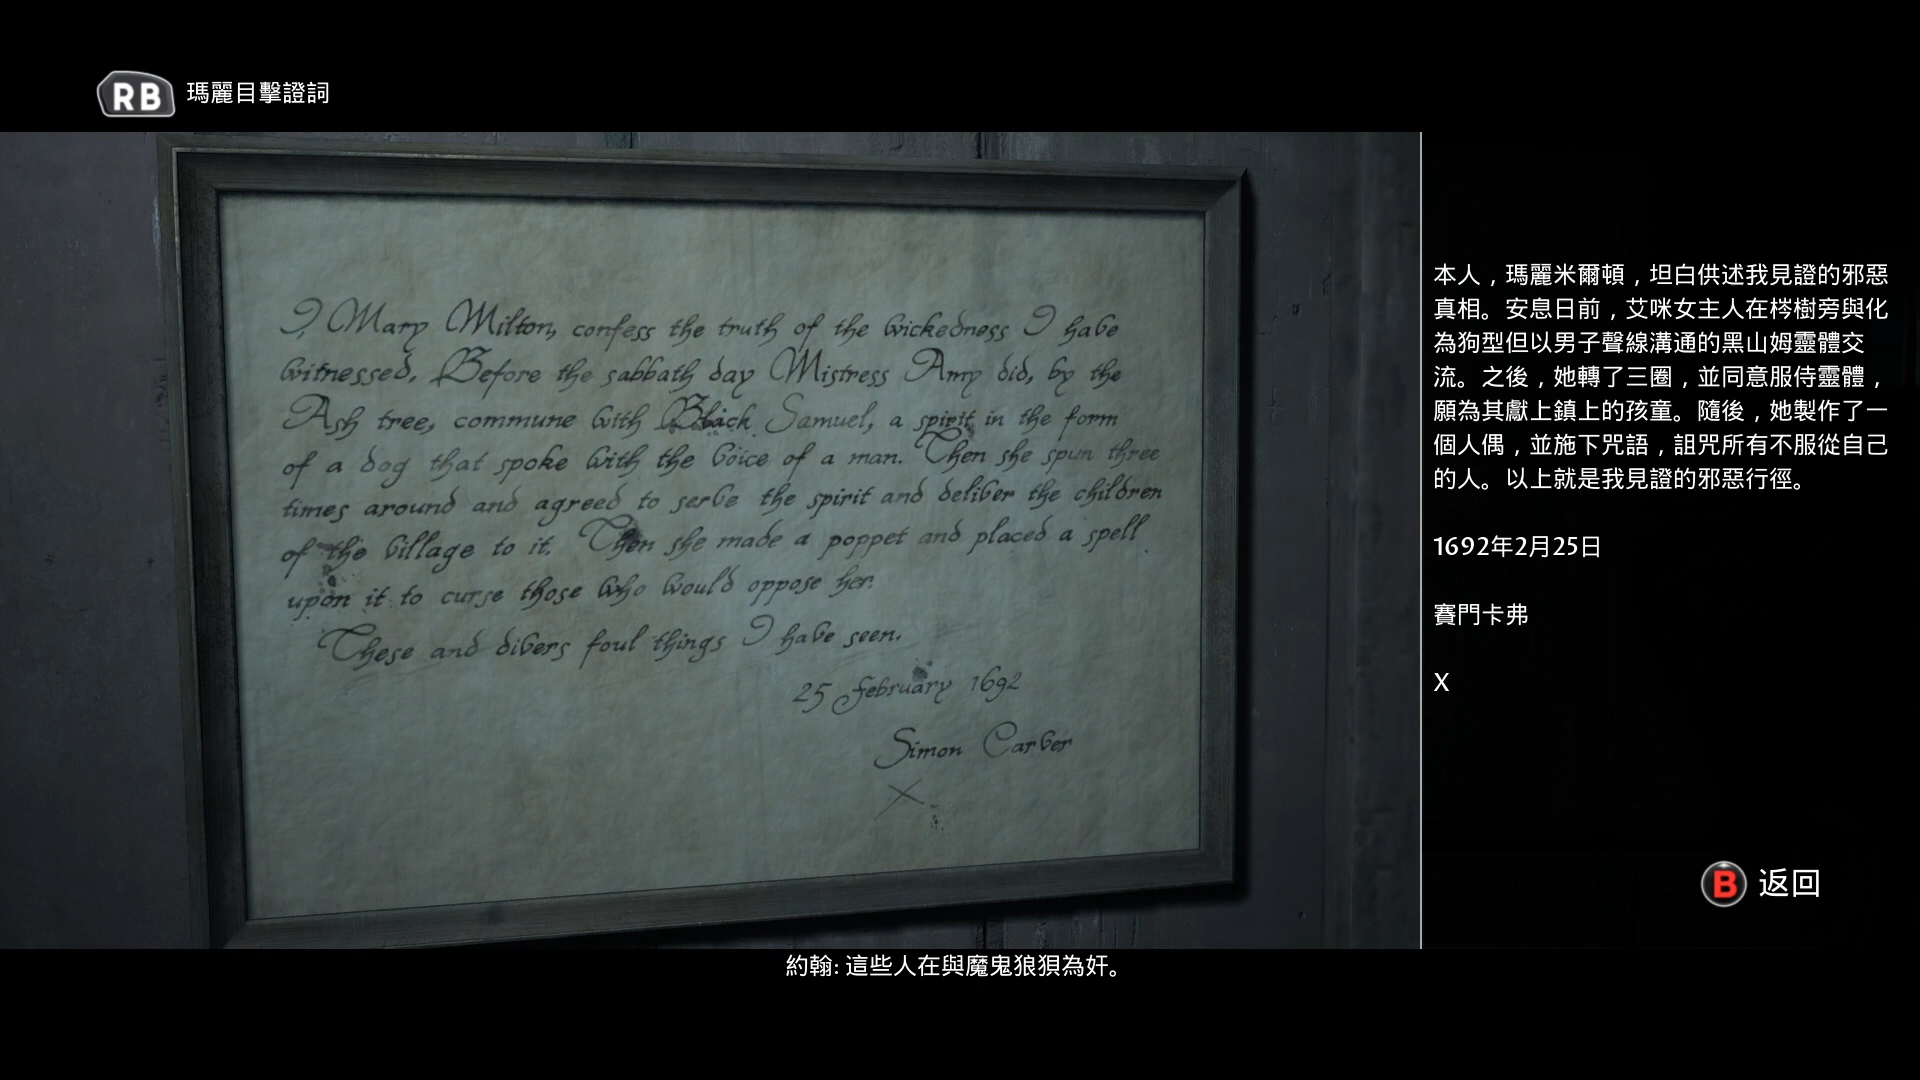 RB 瑪麗目擊證詞
I, Mary Milton, confess the truth of the wickedness I have
witnessed. Before the sabbath day Mistress Amy did, by the
Ash tree, commune with Black Samuel, a spirit in the form
of a dog that spoke with the voice of a man. Then she spun three
times around and agreed to serve the spirit and deliver the children
of the village to it. Then she made a poppet and placed a spell
upon it to curse those who would oppose her.
These and divers foul things I have seen.
25 february 1692
Simon Carver
X
本人，瑪麗米爾頓，坦白供述我見證的邪惡
真相。安息日前，艾咪女主人在梣樹旁與化
為狗型但以男子聲線溝通的黑山姆靈體交
流。之後，她轉了三圈，並同意服侍靈體，
願為其獻上鎮上的孩童。隨後，她製作了一
個人偶，並施下咒語，詛咒所有不服從自己
的人。以上就是我見證的邪惡行徑。
1692年2月25日
賽門卡弗
X
B 返回
約翰: 這些人在與魔鬼狼狽為奸。